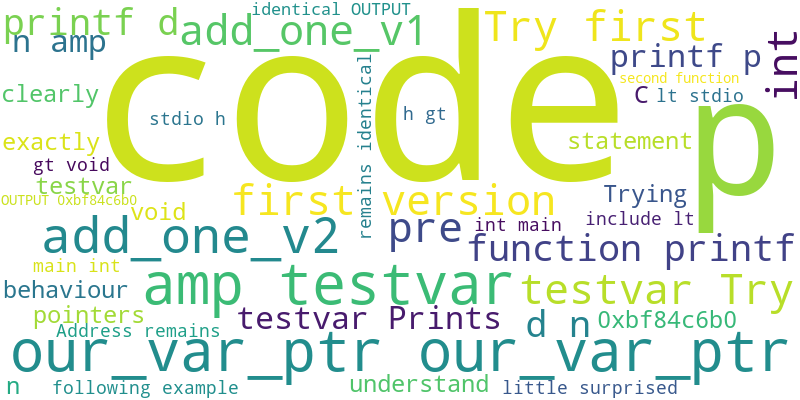 identical OUTPUT
printf d
add_one_v1
Try first
n amp
code
printf p
int
second function
clearly
remains identical
C
lt stdio
stdio h
h gt
p
exactly
statement
gt void
testvar
OUTPUT 0xbf84c6b0
void
first version
Trying
include lt
add_one_v2
pre
int main
function printf
main int
behaviour
amp testvar
testvar Try
pointers
Address remains
testvar Prints
d n
0xbf84c6b0
our_var_ptr our_var_ptr
n
following example
understand
little surprised